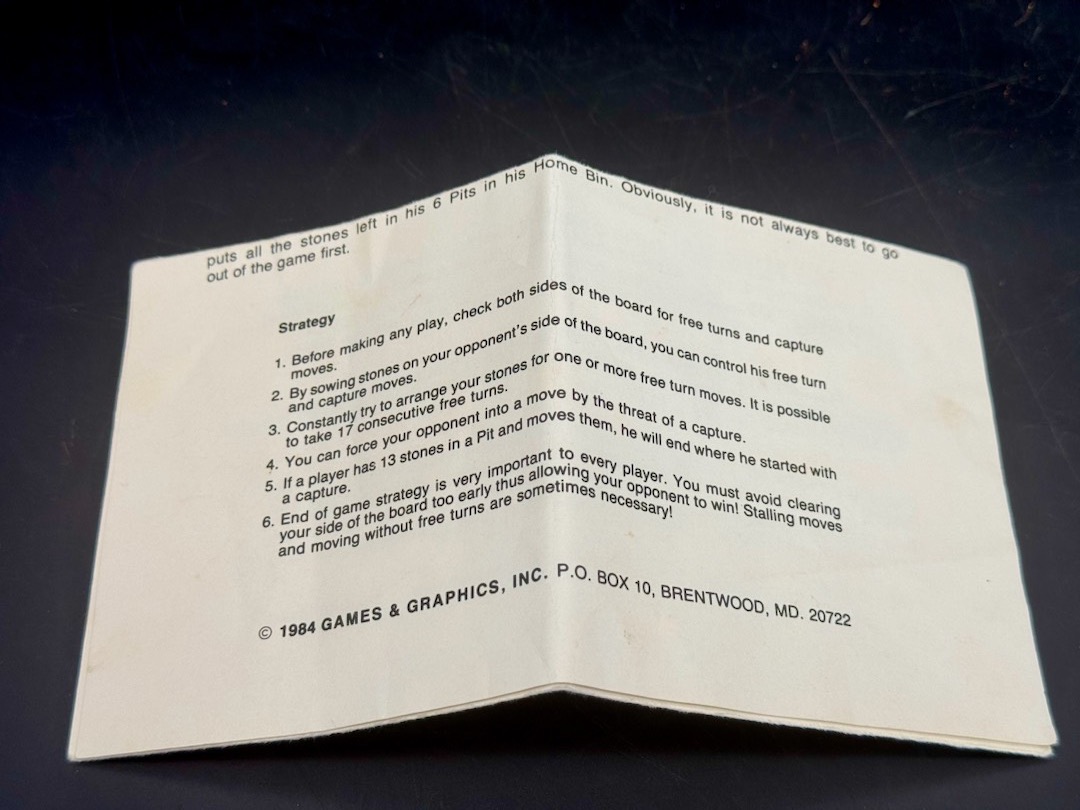 puts all the stones left in his 6 Pits in his Home Bin. Obviously, it is not always best to go
out of the game first.
Strategy
1. Before making any play, check both sides of the board for free turns and capture
moves.
2. By sowing stones on your opponent's side of the board, you can control his free turn
and capture moves.
3. Constantly try to arrange your stones for one or more free turn moves. It is possible
to take 17 consecutive free turns.
4. You can force your opponent into a move by the threat of a capture.
5. If a player has 13 stones in a Pit and moves them, he will end where he started with
a capture.
6. End of game strategy is very important to every player. You must avoid clearing
your side of the board too early thus allowing your opponent to win! Stalling moves
and moving without free turns are sometimes necessary!
© 1984 GAMES & GRAPHICS, INC. P.O. BOX 10, BRENTWOOD, MD. 20722